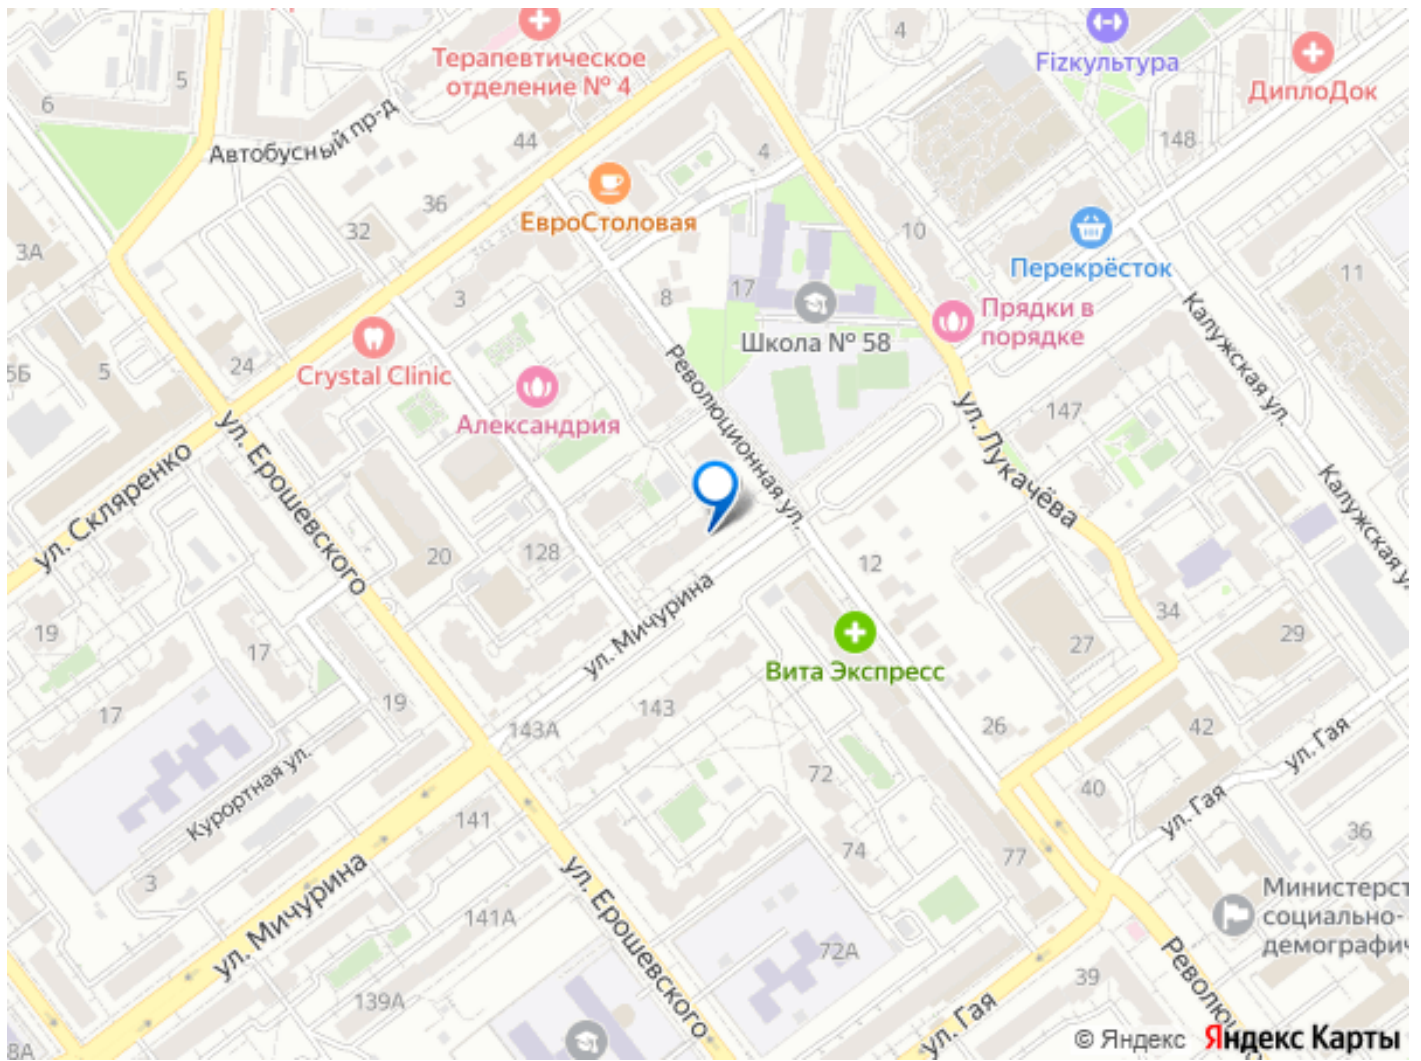 Терапевтическое
отделение № 4
Fizкультура
ДиплоДок
4
5
6
Автобусный пр-д
44
4
148
36
ЕвроСтоловая
32
10
Перекрёсток
3А
11
3
8
17
Школа № 58
Прядки в
порядке
Калужская ул.
24
5Б
5
Crystal Clinic
Александрия
Революционная ул.
147
ул. Лукачёва
ул. Скляренко
ул. Ерошевского
Калужская ул.
20
128
12
19
17
ул. Мичурина
34
29
27
Вита Экспресс
17
19
143А
143
26
42
ул. Гая
Курортная ул.
72
40
ул. Гая
141
36
74
77
3
ул. Мичурина
141А
ул. Ерошевского
72А
Министерст
социально-
демографич
139А
39
Револю
ул. Гая
8А
© Яндекс Яндекс Карты